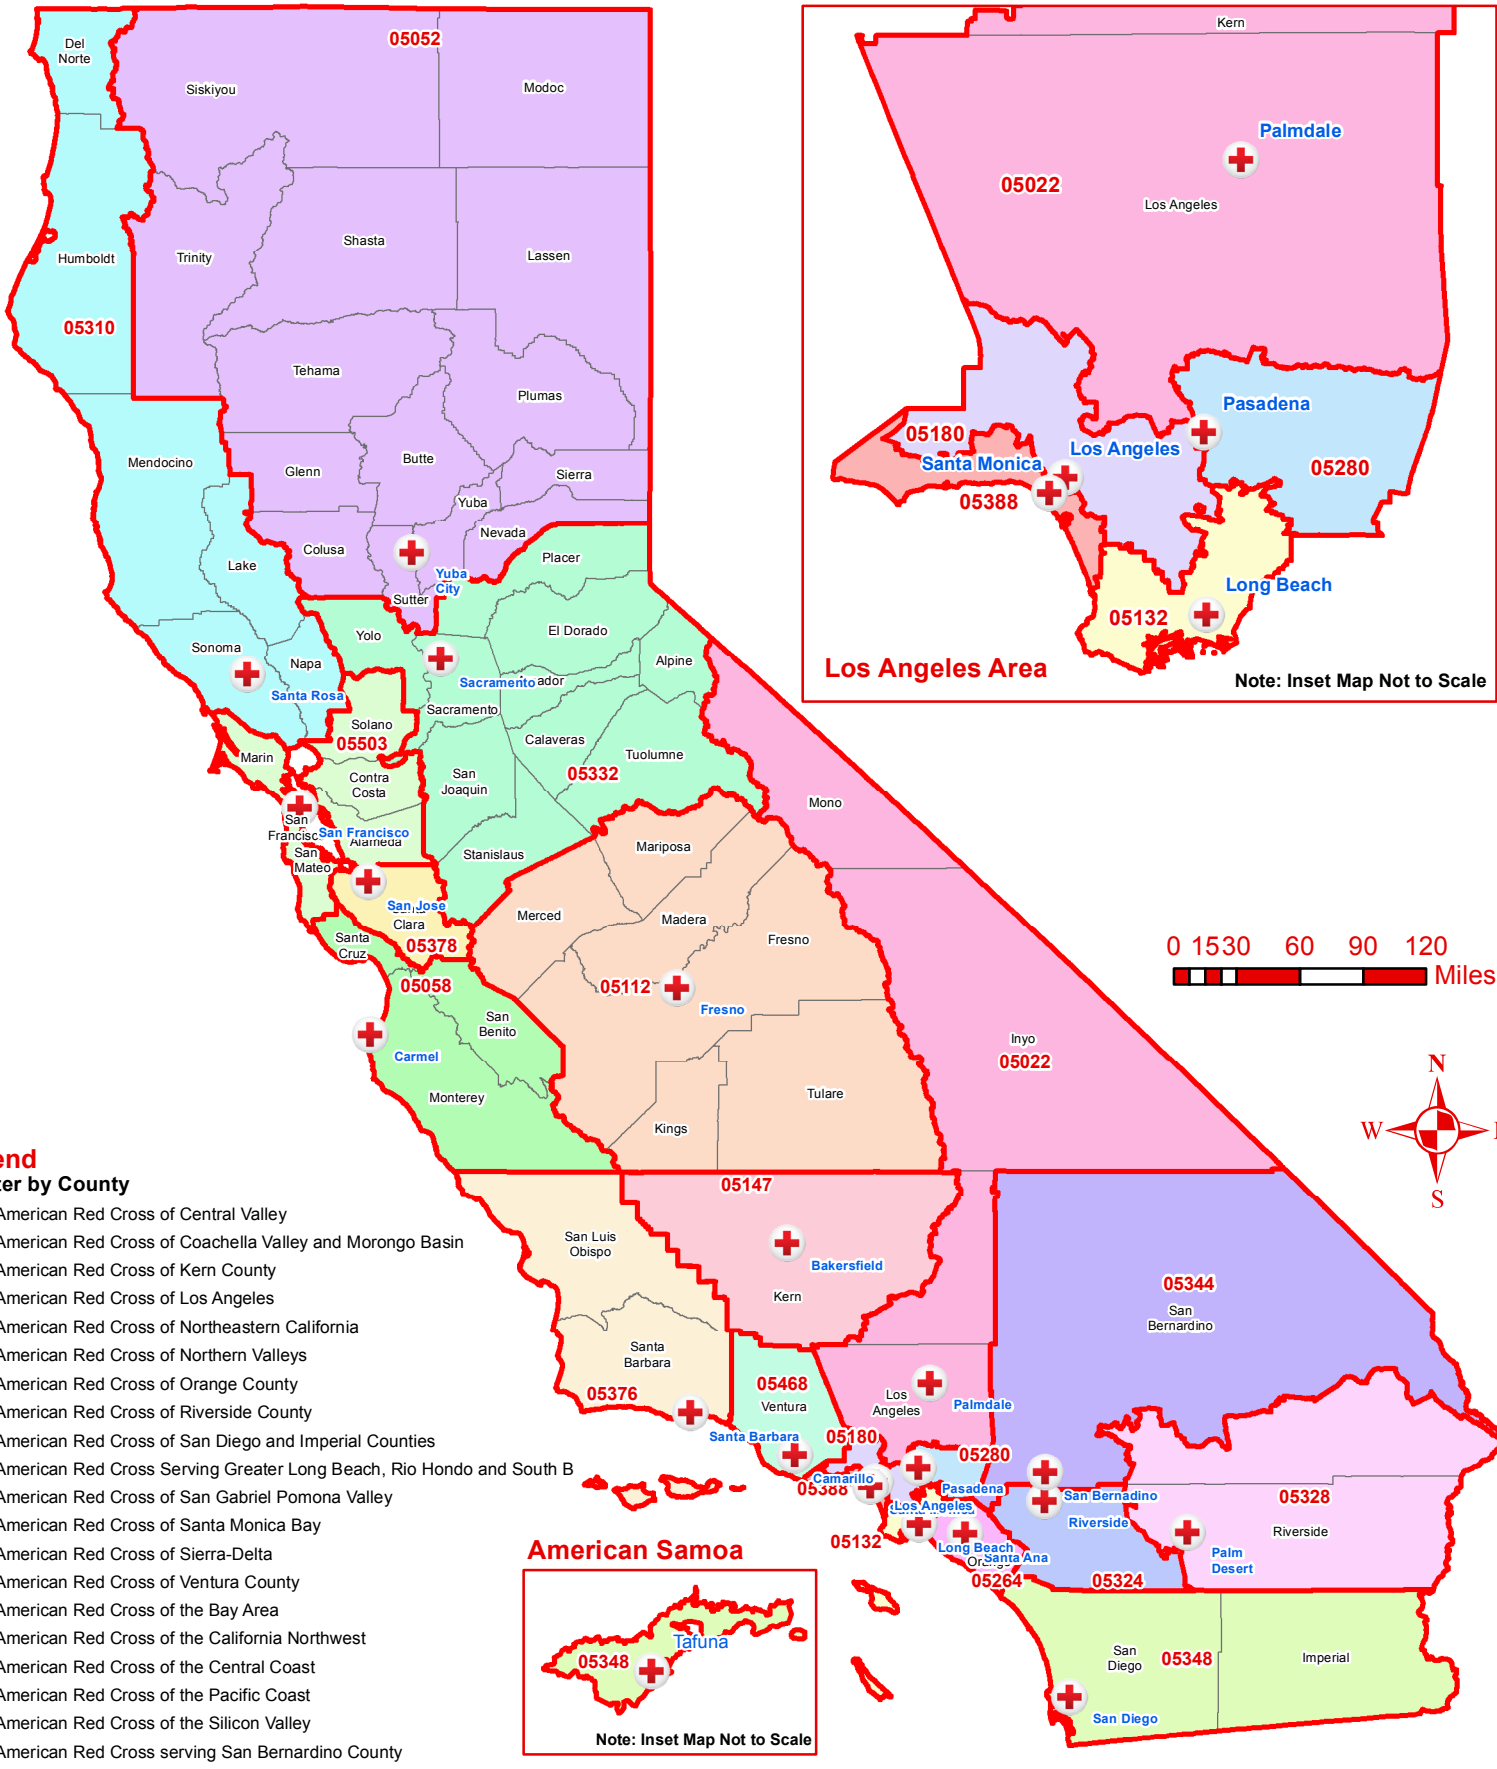 05052
Del
Norte
Siskiyou
Modoc
Humboldt
Trinity
Shasta
Lassen
05310
Tehama
Plumas
Mendocino
Glenn
Butte
Sierra
Yuba
Nevada
Colusa
Placer
Lake
Yuba
City
Sutter
Sonoma
Napa
Yolo
El Dorado
Alpine
Santa Rosa
Sacramento
ador
Sacramento
Solano
05503
Calaveras
Tuolumne
Marin
Contra
Costa
San
Joaquin
05332
Mono
San
Francisc
San Francisco
Alameda
San
Mateo
Stanislaus
Mariposa
San Jose
Clara
Merced
Madera
Fresno
Santa
Cruz
05378
05058
05112
Fresno
San
Benito
Carmel
Monterey
Inyo
05022
Tulare
Kings
05147
San Luis
Obispo
Bakersfield
Kern
05344
San
Bernardino
Santa
Barbara
05376
05468
Ventura
Los
Angeles
Palmdale
Santa Barbara
05180
05280
Camarillo
05388
Pasadena
Los Angeles
San Bernadino
05328
Riverside
Riverside
05132
Long Beach
Santa Ana
Palm
Desert
05264
05324
San
Diego
05348
Imperial
San Diego
Kern
Palmdale
05022
Los Angeles
Pasadena
05180
Los Angeles
Santa Monica
05280
05388
Long Beach
05132
Los Angeles Area
Note: Inset Map Not to Scale
0 15 30 60 90 120
Miles
N
W
S
end
ter by County
American Red Cross of Central Valley
American Red Cross of Coachella Valley and Morongo Basin
American Red Cross of Kern County
American Red Cross of Los Angeles
American Red Cross of Northeastern California
American Red Cross of Northern Valleys
American Red Cross of Orange County
American Red Cross of Riverside County
American Red Cross of San Diego and Imperial Counties
American Red Cross Serving Greater Long Beach, Rio Hondo and South B
American Red Cross of San Gabriel Pomona Valley
American Red Cross of Santa Monica Bay
American Red Cross of Sierra-Delta
American Red Cross of Ventura County
American Red Cross of the Bay Area
American Red Cross of the California Northwest
American Red Cross of the Central Coast
American Red Cross of the Pacific Coast
American Red Cross of the Silicon Valley
American Red Cross serving San Bernardino County
American Samoa
Tafuna
05348
Note: Inset Map Not to Scale